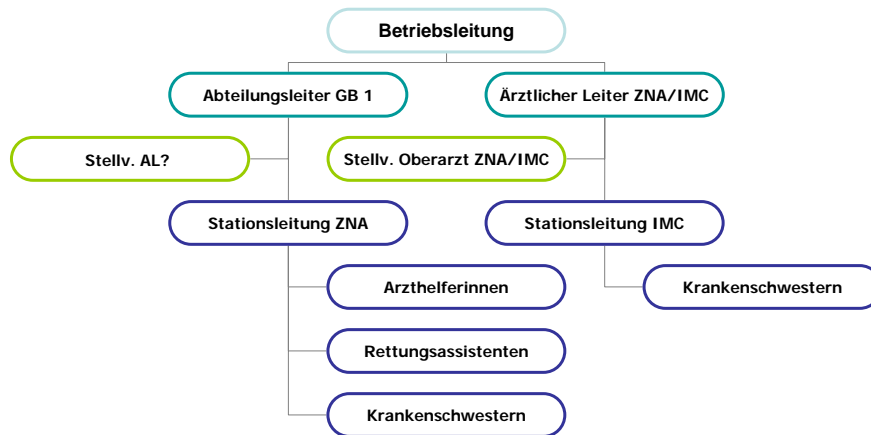 Betriebsleitung
Abteilungsleiter GB 1
Ärztlicher Leiter ZNA/IMC
Stellv. AL?
Stellv. Oberarzt ZNA/IMC
Stationsleitung ZNA
Stationsleitung IMC
Arzthelferinnen
Krankenschwestern
Rettungsassistenten
Krankenschwestern